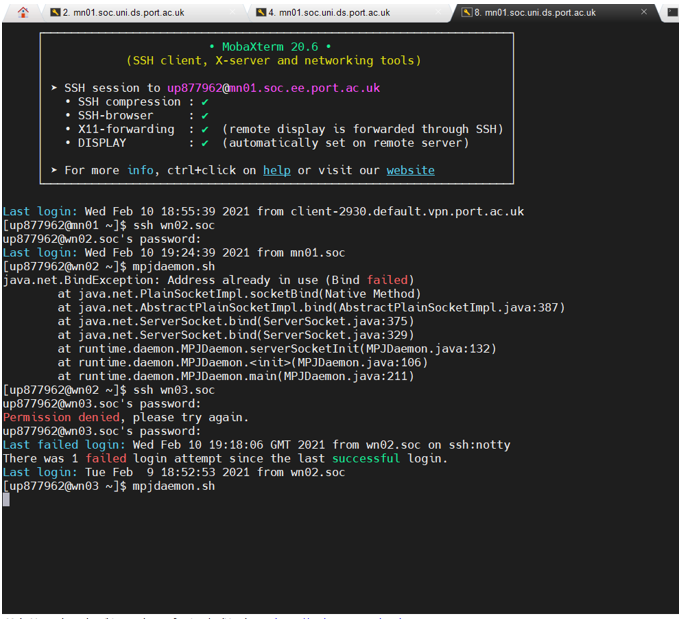 2. mn01.soc.uni.ds.port.ac.uk
4. mn01.soc.uni.ds.port.ac.uk
8. mn01.soc.uni.ds.port.ac.uk
• MobaXterm 20.6 •
(SSH client, X-server and networking tools)
➤ SSH session to up877962@mn01.soc.ee.port.ac.uk
• SSH compression : ✔
• SSH-browser : ✔
• X11-forwarding : ✔ (remote display is forwarded through SSH)
• DISPLAY : ✔ (automatically set on remote server)
➤ For more info, ctrl+click on help or visit our website
Last login: Wed Feb 10 18:55:39 2021 from client-2930.default.vpn.port.ac.uk
[up877962@mn01 ~]$ ssh wn02.soc
up877962@wn02.soc's password:
Last login: Wed Feb 10 19:24:39 2021 from mn01.soc
[up877962@wn02 ~]$ mpjdaemon.sh
java.net.BindException: Address already in use (Bind failed)
at java.net.PlainSocketImpl.socketBind(Native Method)
at java.net.AbstractPlainSocketImpl.bind(AbstractPlainSocketImpl.java:387)
at java.net.ServerSocket.bind(ServerSocket.java:375)
at java.net.ServerSocket.bind(ServerSocket.java:329)
at runtime.daemon.MPJDaemon.serverSocketInit(MPJDaemon.java:132)
at runtime.daemon.MPJDaemon.<init>(MPJDaemon.java:106)
at runtime.daemon.MPJDaemon.main(MPJDaemon.java:211)
[up877962@wn02 ~]$ ssh wn03.soc
up877962@wn03.soc's password:
Permission denied, please try again.
up877962@wn03.soc's password:
Last failed login: Wed Feb 10 19:18:06 GMT 2021 from wn02.soc on ssh:notty
There was 1 failed login attempt since the last successful login.
Last login: Tue Feb  9 18:52:53 2021 from wn02.soc
[up877962@wn03 ~]$ mpjdaemon.sh